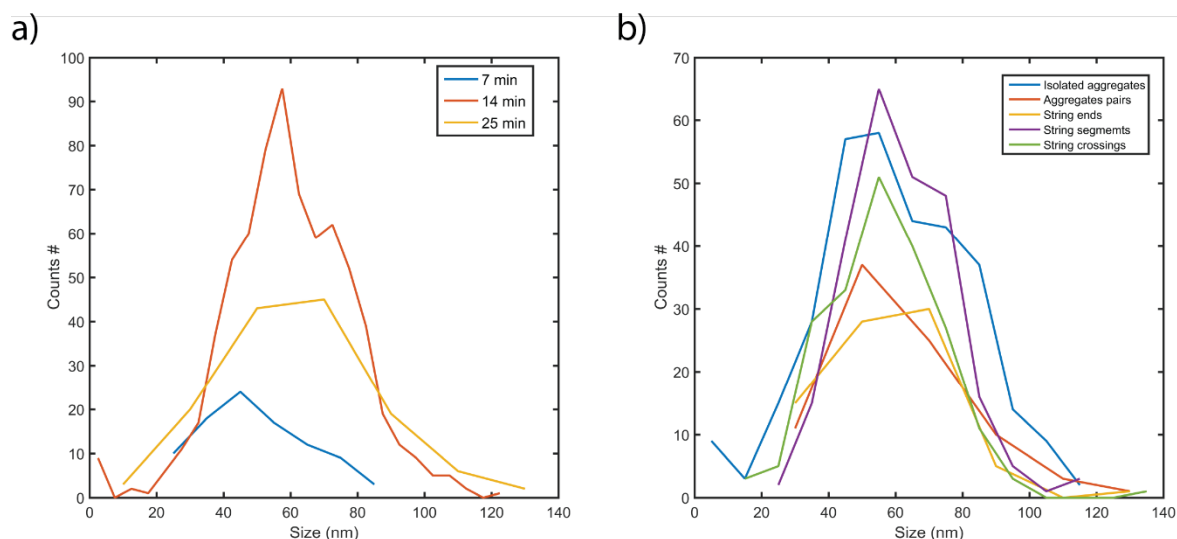 a)
100
90
80
70
60
50
40
30
20
10
0
Counts #
0 20 40 60 80 100 120 140
Size (nm)
7 min
14 min
25 min
b)
70
60
50
40
30
20
10
0
Counts #
0 20 40 60 80 100 120 140
Size (nm)
Isolated aggregates
Aggregates pairs
String ends
String segmemts
String crossings